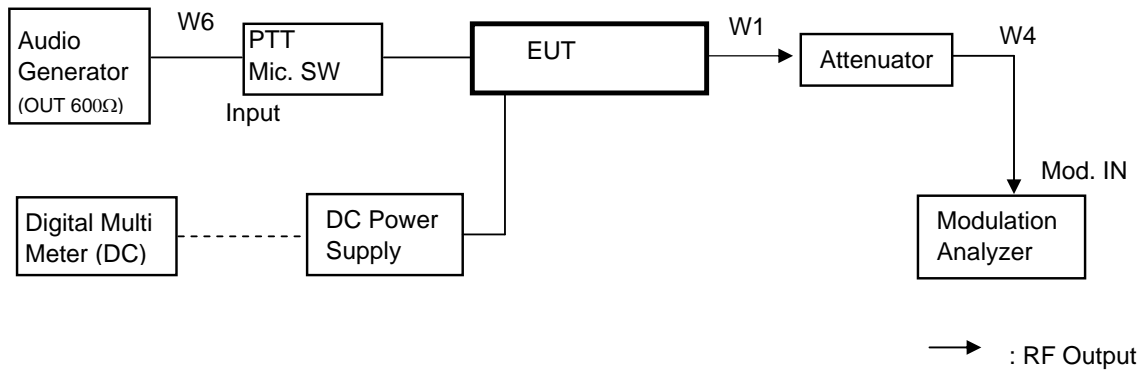 W6
W1
W4
Audio
Generator
(OUT 600Ω)
PTT
Mic. SW
Input
EUT
Attenuator
Mod. IN
Digital Multi
Meter (DC)
DC Power
Supply
Modulation
Analyzer
: RF Output